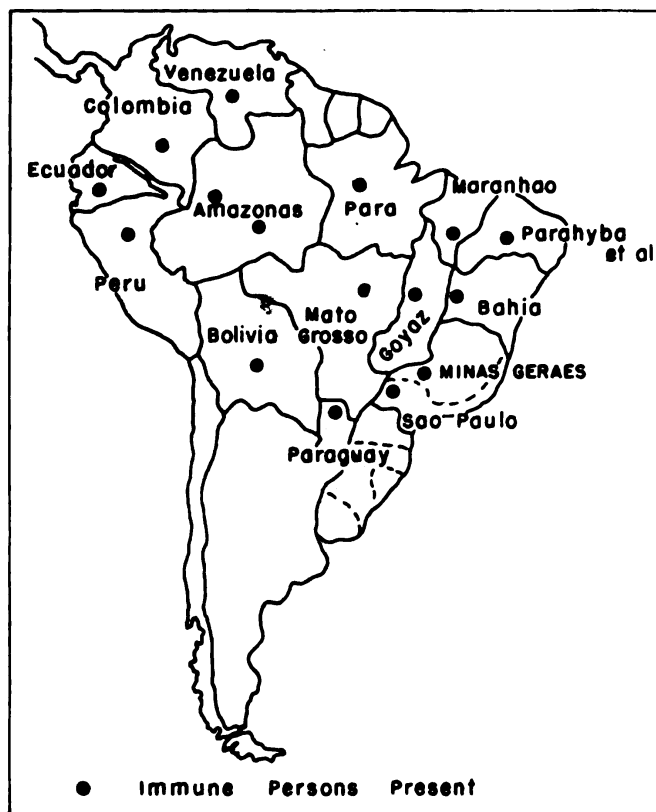 Venezuela
Colombia
Ecuador
Amazonas
Para
Maranhao
Parahyba
et al
Peru
Mato
Grosso
Goyaz
Bahia
Bolivia
MINAS GERAES
Sao-Paulo
Paraguay
Immune Persons Present